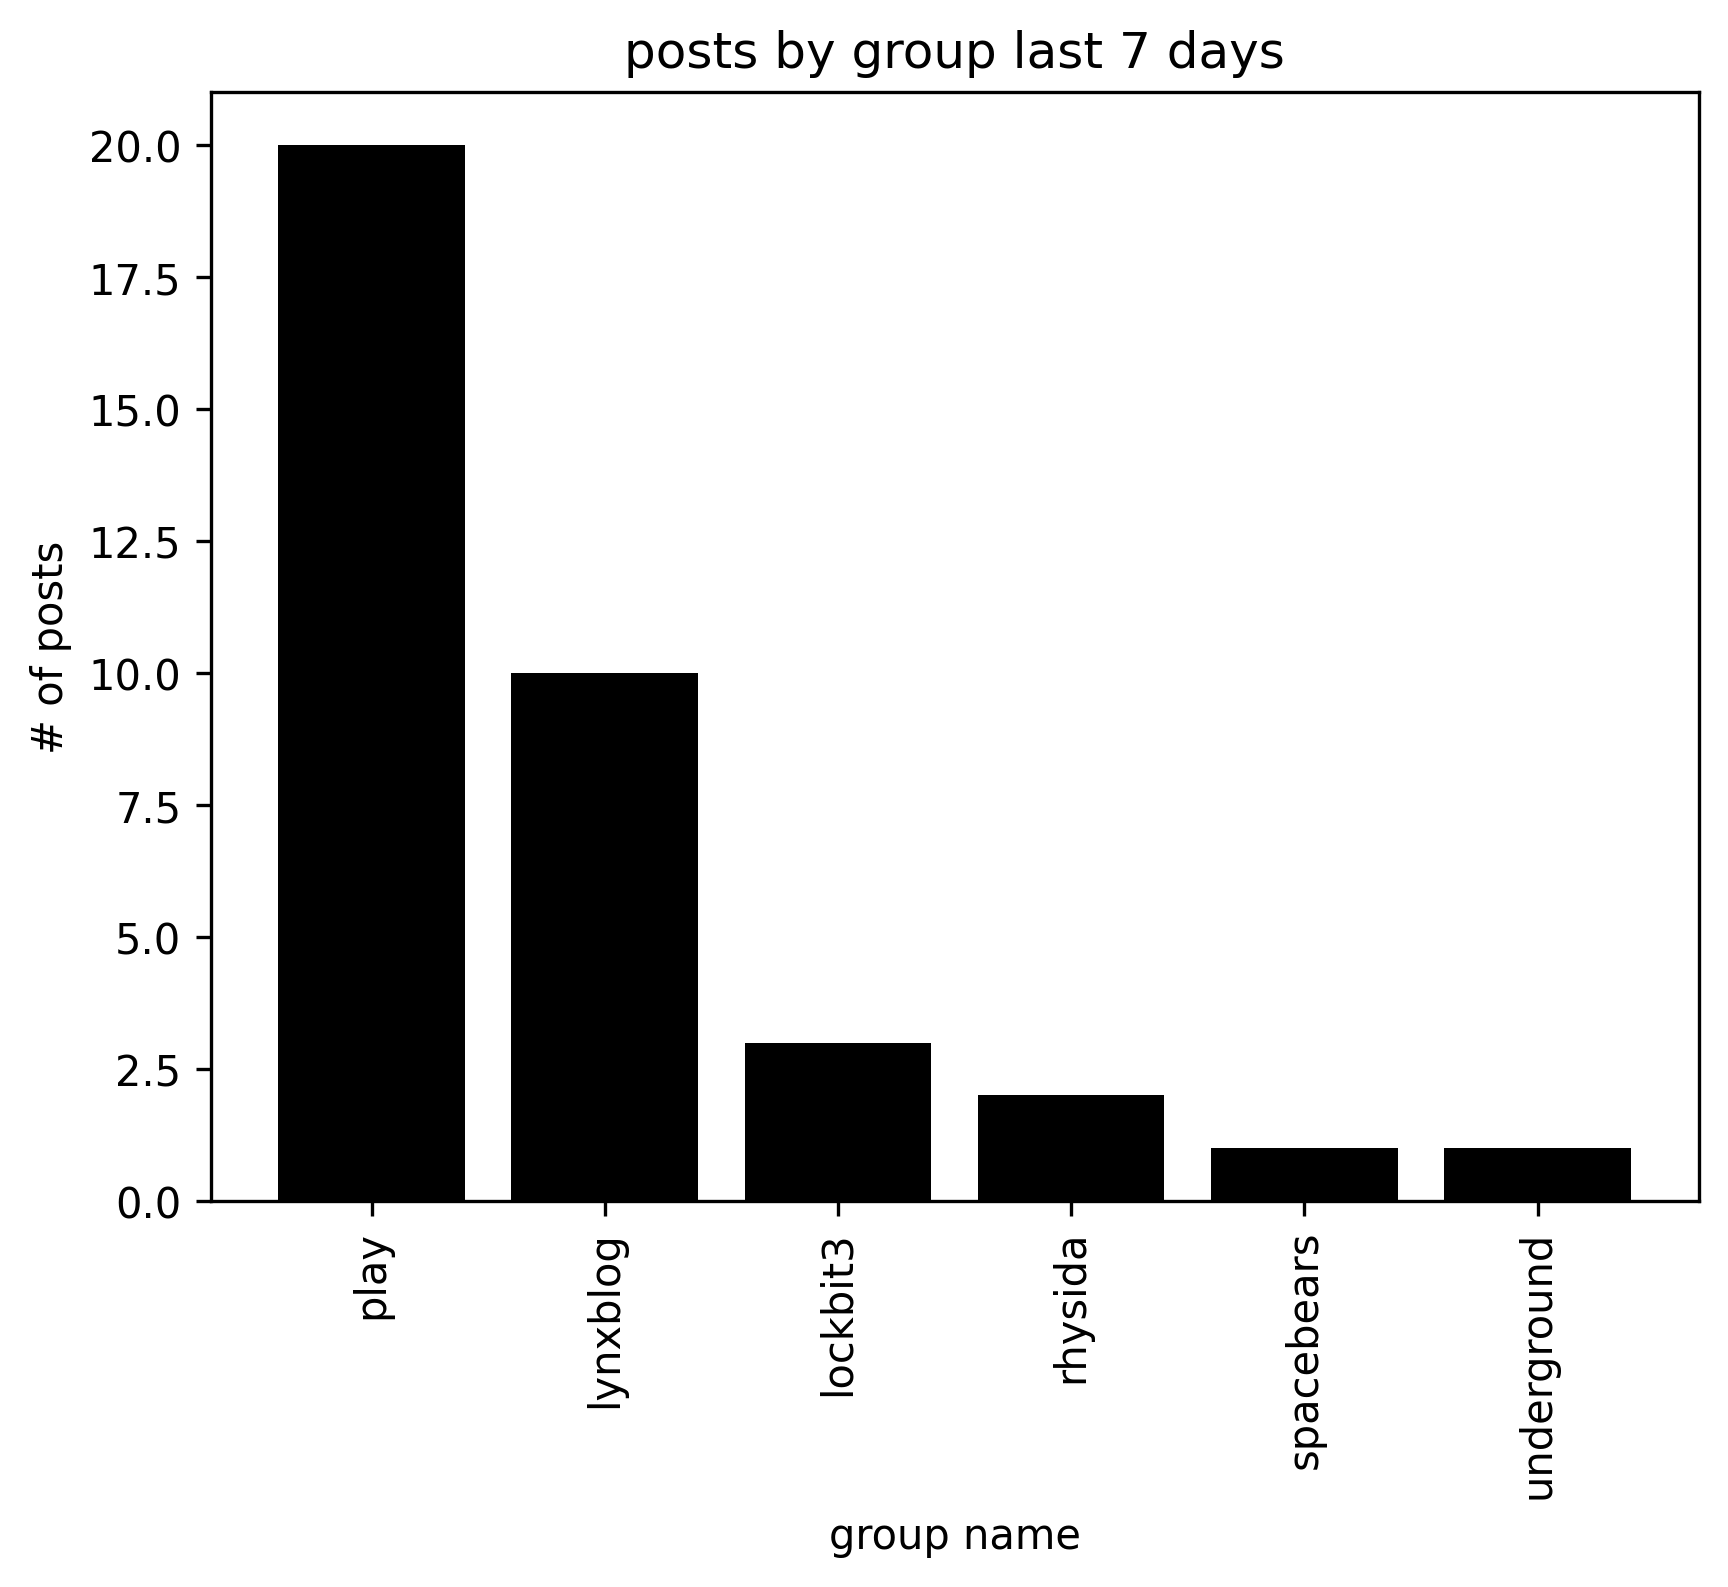 posts by group last 7 days
# of posts
20.0
17.5
15.0
12.5
10.0
7.5
5.0
2.5
0.0
play
lynxblog
lockbit3
rhysida
spacebears
underground
group name